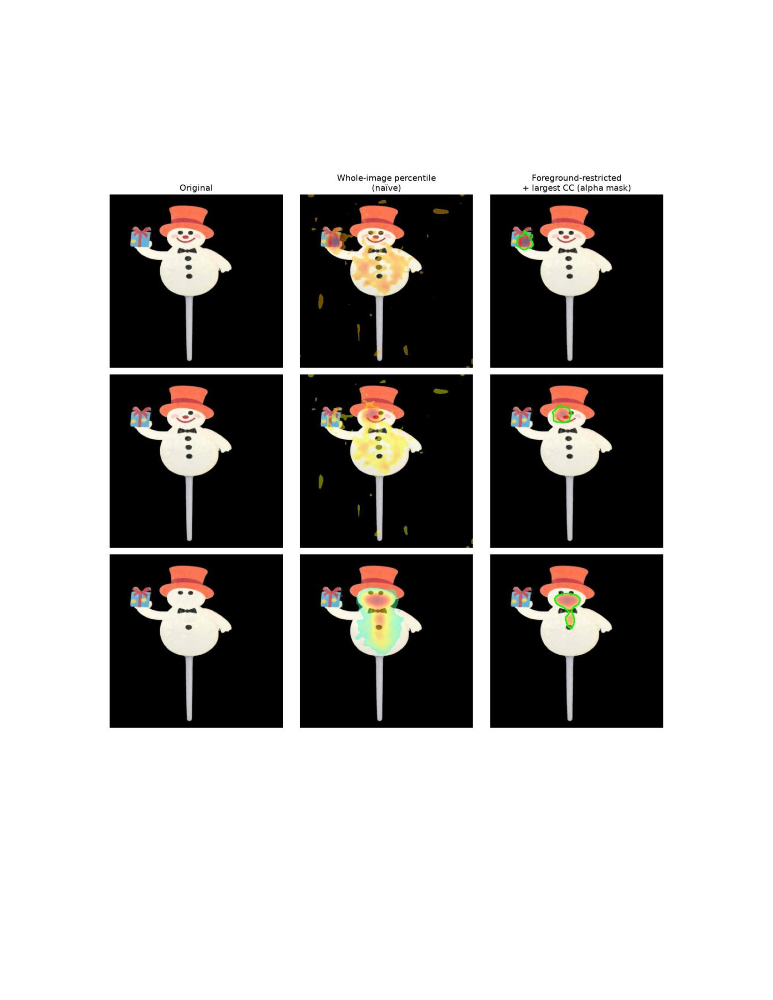 Original
Whole-image percentile
(naïve)
Foreground-restricted
+ largest CC (alpha mask)